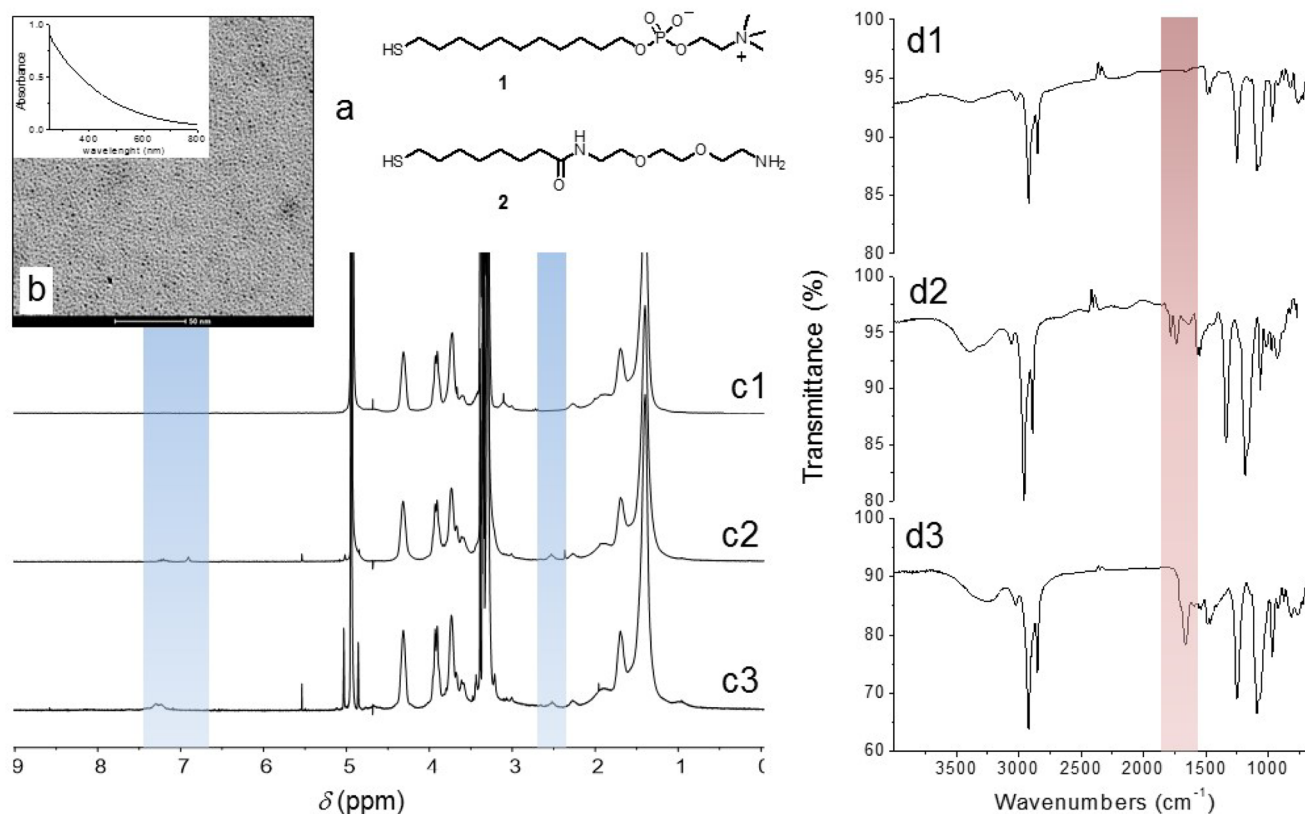 1.0
0.5
0.0
Absorbance
400
600
800
wavelenght (nm)
b
50 nm
a
HS
O
O
P
O⁻
O
N
+
1
HS
H
N
O
O
O
NH₂
2
c1
c2
c3
9
8
7
6
5
4
3
2
1
0
δ (ppm)
d1
100
95
90
85
80
d2
100
95
90
85
80
d3
100
90
80
70
60
Transmittance (%)
3500
3000
2500
2000
1500
1000
Wavenumbers (cm⁻¹)